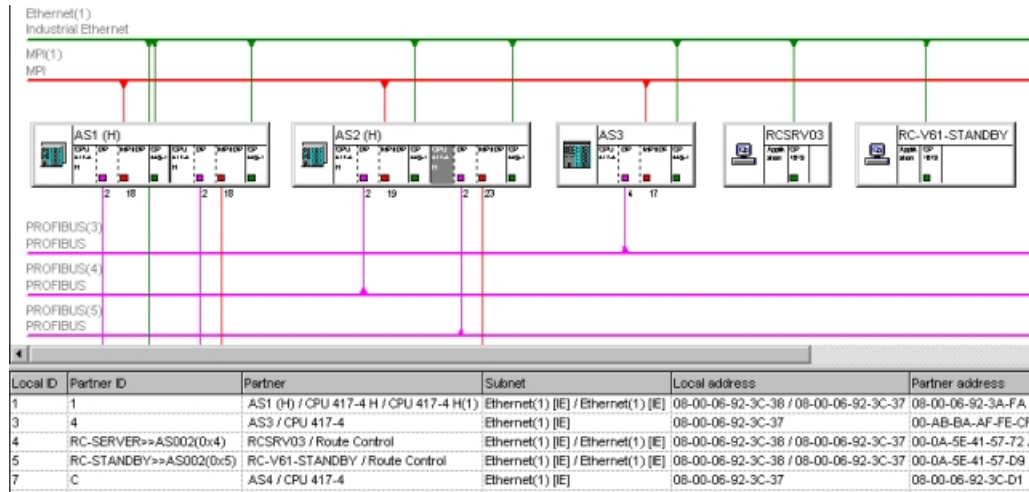 Ethernet(1)
Industrial Ethernet
MPI(1)
MPI
AS1 (H)
AS2 (H)
AS3
RCSRV03
RC-V61-STANDBY
2 18 2 18 2 19 2 23 4 17
PROFIBUS(3)
PROFIBUS
PROFIBUS(4)
PROFIBUS
PROFIBUS(5)
PROFIBUS
Local ID Partner ID Partner Subnet Local address Partner address
1 1 AS1 (H) / CPU 417-4 H / CPU 417-4 H(1) Ethernet(1) [IE] / Ethernet(1) [IE] 08-00-06-92-3C-38 / 08-00-06-92-3C-37 08-00-06-92-3A-FA
3 4 AS3 / CPU 417-4 Ethernet(1) [IE] 08-00-06-92-3C-37 00-AB-BA-AF-FE-CF
4 RC-SERVER>>AS002(0x4) RCSRV03 / Route Control Ethernet(1) [IE] / Ethernet(1) [IE] 08-00-06-92-3C-38 / 08-00-06-92-3C-37 00-0A-5E-41-57-72 /
5 RC-STANDBY>>AS002(0x5) RC-V61-STANDBY / Route Control Ethernet(1) [IE] / Ethernet(1) [IE] 08-00-06-92-3C-38 / 08-00-06-92-3C-37 00-0A-5E-41-57-D9
7 C AS4 / CPU 417-4 Ethernet(1) [IE] 08-00-06-92-3C-37 08-00-06-92-3C-D1